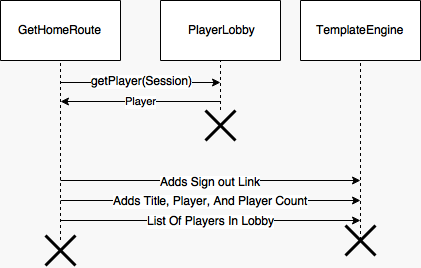 GetHomeRoute
PlayerLobby
TemplateEngine
getPlayer(Session)
Player
Adds Sign out Link
Adds Title, Player, And Player Count
List Of Players In Lobby